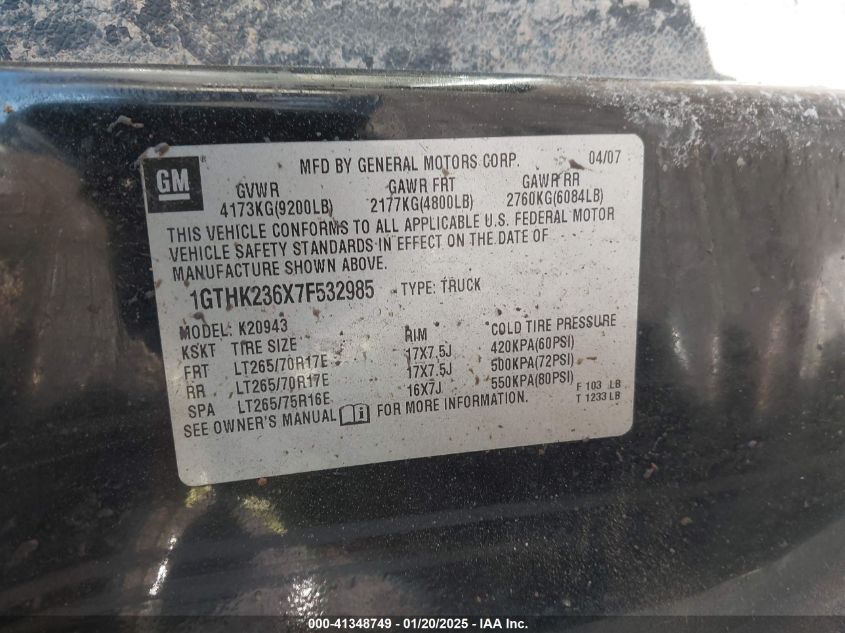 MFD BY GENERAL MOTORS CORP. 04/07
GM®
GVWR GAWR FRT GAWR RR
4173KG(9200LB) 2177KG(4800LB) 2760KG(6084LB)
THIS VEHICLE CONFORMS TO ALL APPLICABLE U.S. FEDERAL MOTOR
VEHICLE SAFETY STANDARDS IN EFFECT ON THE DATE OF
MANUFACTURE SHOWN ABOVE.
1GTHK236X7F532985 TYPE: TRUCK
MODEL: K20943
KSKT TIRE SIZE RIM COLD TIRE PRESSURE
FRT LT265/70R17E 17X7.5J 420KPA(60PSI)
RR LT265/70R17E 17X7.5J 500KPA(72PSI)
SPA LT265/75R16E 16X7J 550KPA(80PSI) F 103 LB
SEE OWNER'S MANUAL FOR MORE INFORMATION. T 1233 LB
000-41348749 - 01/20/2025 - IAA Inc.